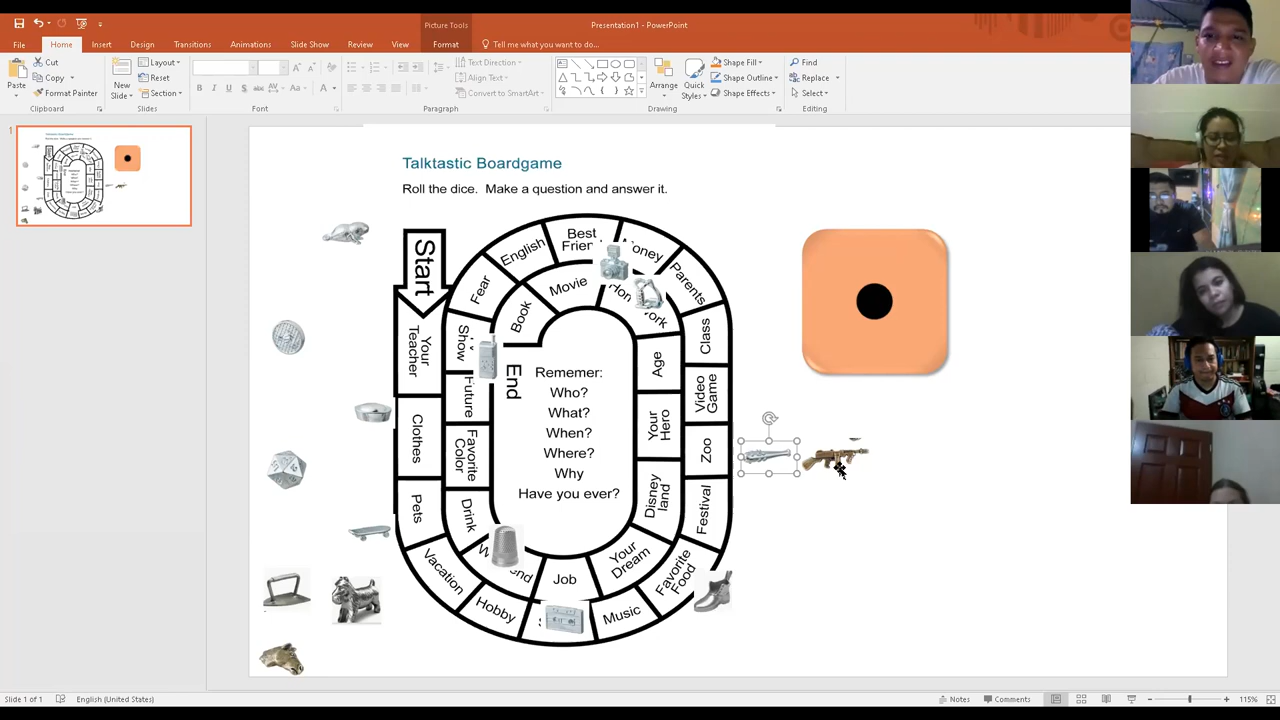 Presentation1 - PowerPoint
Picture Tools
File
Home
Insert
Design
Transitions
Animations
Slide Show
Review
View
Format
Tell me what you want to do...
Paste
Cut
Copy
Format Painter
Clipboard
New
Slide
Layout
Reset
Section
Slides
Font
Text Direction
Align Text
Convert to SmartArt
Paragraph
Arrange
Quick
Styles
Shape Fill
Shape Outline
Shape Effects
Drawing
Find
Replace
Select
Editing
1
Talktastic Boardgame
Roll the dice. Make a question and answer it.
Start
Your
Teacher
Clothes
Pets
Vacation
Hobby
Music
Favorite
Food
Festival
Zoo
Video
Game
Class
Parents
Best
English
Fear
Show
Future
Favorite
Color
Drink
Job
Your
Dream
Disney
land
Your
Hero
Age
Movie
Book
End
Rememer:
Who?
What?
When?
Where?
Why
Have you ever?
Slide 1 of 1
English (United States)
Notes
Comments
115%